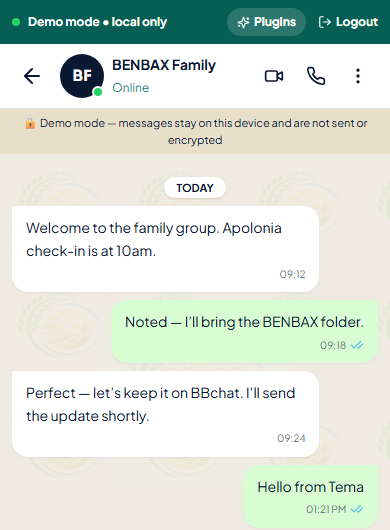 Demo mode • local only
Plugins
Logout
BF
BENBAX Family
Online
🔒 Demo mode — messages stay on this device and are not sent or
encrypted
TODAY
Welcome to the family group. Apolonia
check-in is at 10am.
09:12
Noted — I'll bring the BENBAX folder.
09:18
Perfect — let's keep it on BBchat. I'll send
the update shortly.
09:24
Hello from Tema
01:21 PM